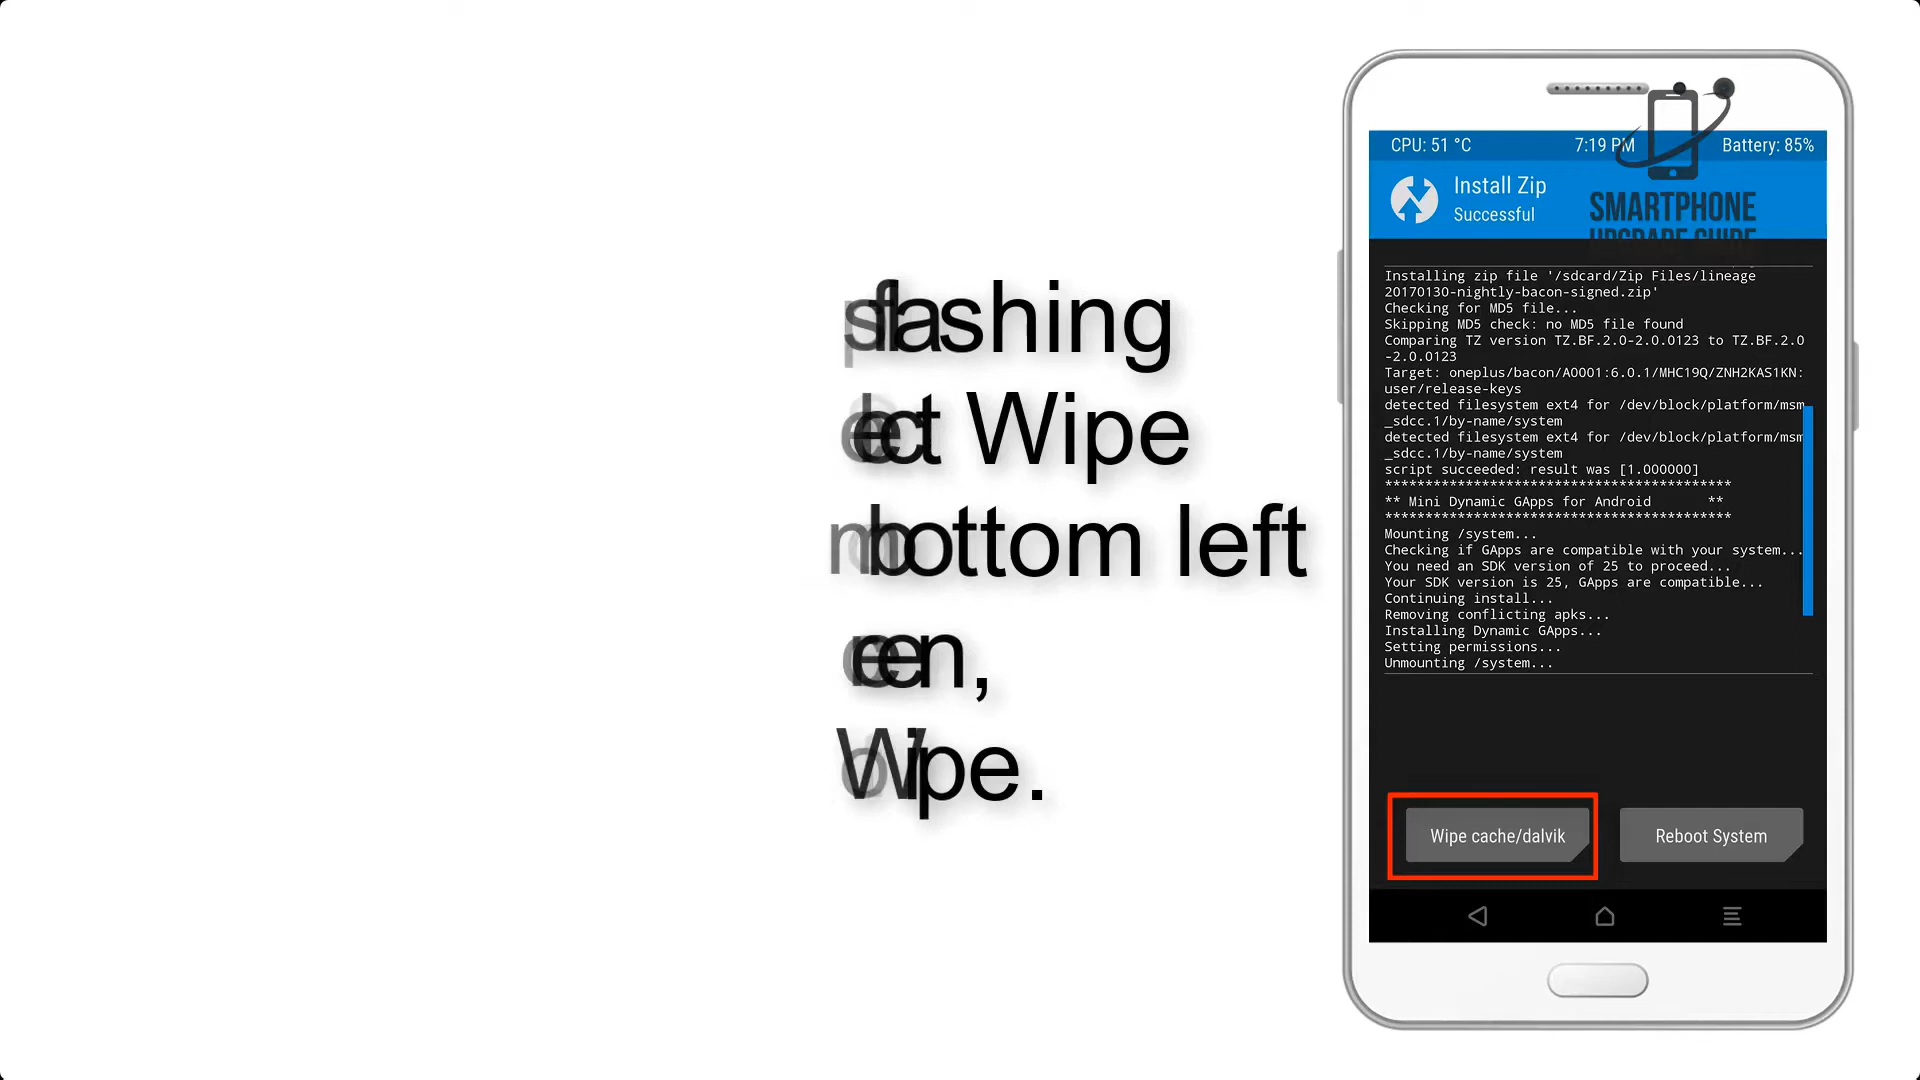 flashing
Wipe
bottom left
Wipe.
CPU: 51 °C 7:19 PM Battery: 85%
Install Zip
Successful
SMARTPHONE
UPGRADE GUIDE
Installing zip file '/sdcard/Zip Files/lineage
20170130-nightly-bacon-signed.zip'
Checking for MD5 file...
Skipping MD5 check: no MD5 file found
Comparing TZ version TZ.BF.2.0-2.0.0123 to TZ.BF.2.0
-2.0.0123
Target: oneplus/bacon/A0001:6.0.1/MHC19Q/ZNH2KAS1KN:
user/release-keys
detected filesystem ext4 for /dev/block/platform/msm
_sdcc.1/by-name/system
detected filesystem ext4 for /dev/block/platform/msm
_sdcc.1/by-name/system
script succeeded: result was [1.000000]
*******************************************
** Mini Dynamic GApps for Android **
*******************************************
Mounting /system...
Checking if GApps are compatible with your system...
You need an SDK version of 25 to proceed...
Your SDK version is 25, GApps are compatible...
Continuing install...
Removing conflicting apks...
Installing Dynamic GApps...
Setting permissions...
Unmounting /system...
Wipe cache/dalvik
Reboot System